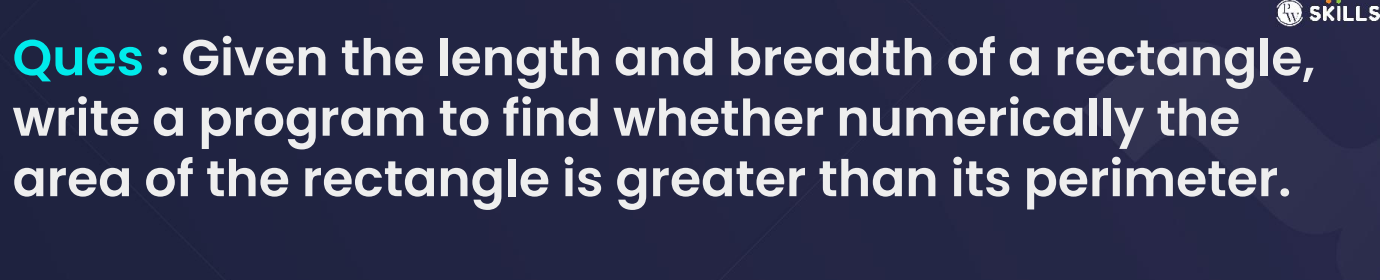 PW SKILLS
Ques : Given the length and breadth of a rectangle,
write a program to find whether numerically the
area of the rectangle is greater than its perimeter.